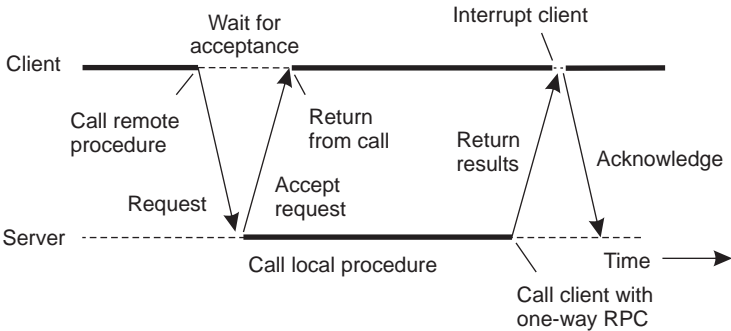 Interrupt client
Wait for
acceptance
Client
Call remote
procedure
Return
from call
Return
results
Acknowledge
Request
Accept
request
Server
Call local procedure
Time
Call client with
one-way RPC